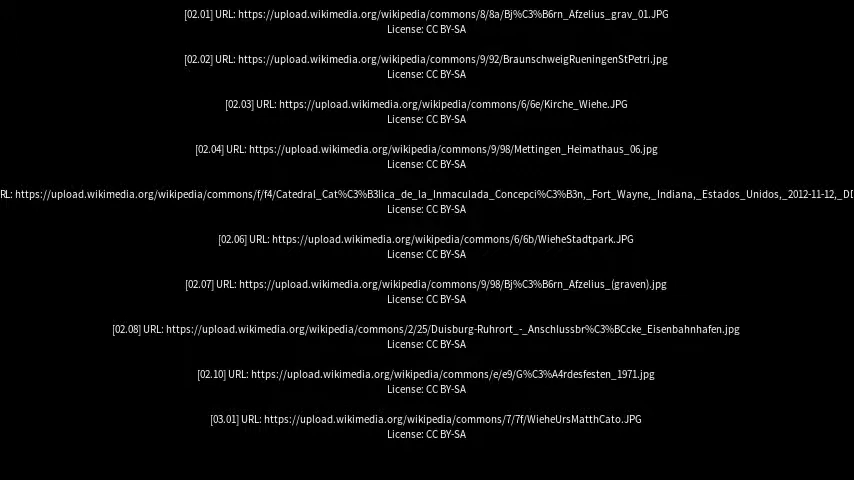 [02.01] URL: https://upload.wikimedia.org/wikipedia/commons/8/8a/Bj%C3%B6rn_Afzelius_grav_01.JPG
License: CC BY-SA
[02.02] URL: https://upload.wikimedia.org/wikipedia/commons/9/92/BraunschweigRueningenStPetri.jpg
License: CC BY-SA
[02.03] URL: https://upload.wikimedia.org/wikipedia/commons/6/6e/Kirche_Wiehe.JPG
License: CC BY-SA
[02.04] URL: https://upload.wikimedia.org/wikipedia/commons/9/98/Mettingen_Heimathaus_06.jpg
License: CC BY-SA
RL: https://upload.wikimedia.org/wikipedia/commons/f/f4/Catedral_Cat%C3%B3lica_de_la_Inmaculada_Concepci%C3%B3n,_Fort_Wayne,_Indiana,_Estados_Unidos,_2012-11-12,_DD
License: CC BY-SA
[02.06] URL: https://upload.wikimedia.org/wikipedia/commons/6/6b/WieheStadtpark.JPG
License: CC BY-SA
[02.07] URL: https://upload.wikimedia.org/wikipedia/commons/9/98/Bj%C3%B6rn_Afzelius_(graven).jpg
License: CC BY-SA
[02.08] URL: https://upload.wikimedia.org/wikipedia/commons/2/25/Duisburg-Ruhrort_-_Anschlussbr%C3%BCcke_Eisenbahnhafen.jpg
License: CC BY-SA
[02.10] URL: https://upload.wikimedia.org/wikipedia/commons/e/e9/G%C3%A4rdesfesten_1971.jpg
License: CC BY-SA
[03.01] URL: https://upload.wikimedia.org/wikipedia/commons/7/7f/WieheUrsMatthCato.JPG
License: CC BY-SA